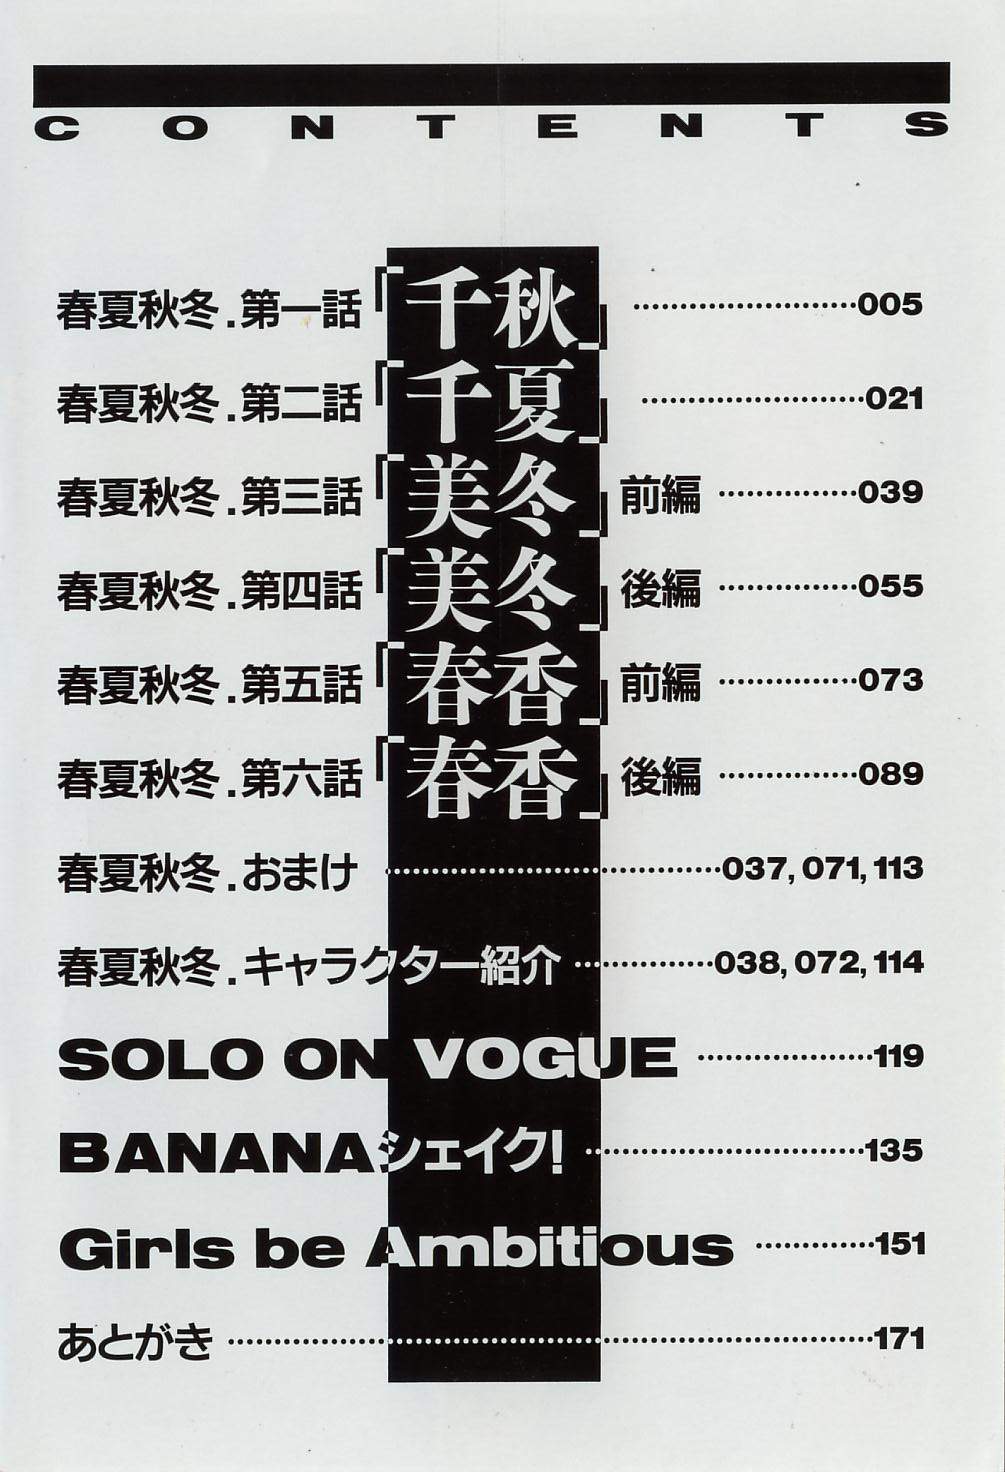 CONTENTS
春夏秋冬.第一話「千秋」……………………005
春夏秋冬.第二話「千夏」……………………021
春夏秋冬.第三話「美冬」前編……………039
春夏秋冬.第四話「美冬」後編……………055
春夏秋冬.第五話「春香」前編……………073
春夏秋冬.第六話「春香」後編……………089
春夏秋冬.おまけ………………………………037, 071, 113
春夏秋冬.キャラクター紹介……………038, 072, 114
SOLO ON VOGUE………………119
BANANAシェイク!…………………………135
Girls be Ambitious…………151
あとがき……………………………………………………………171